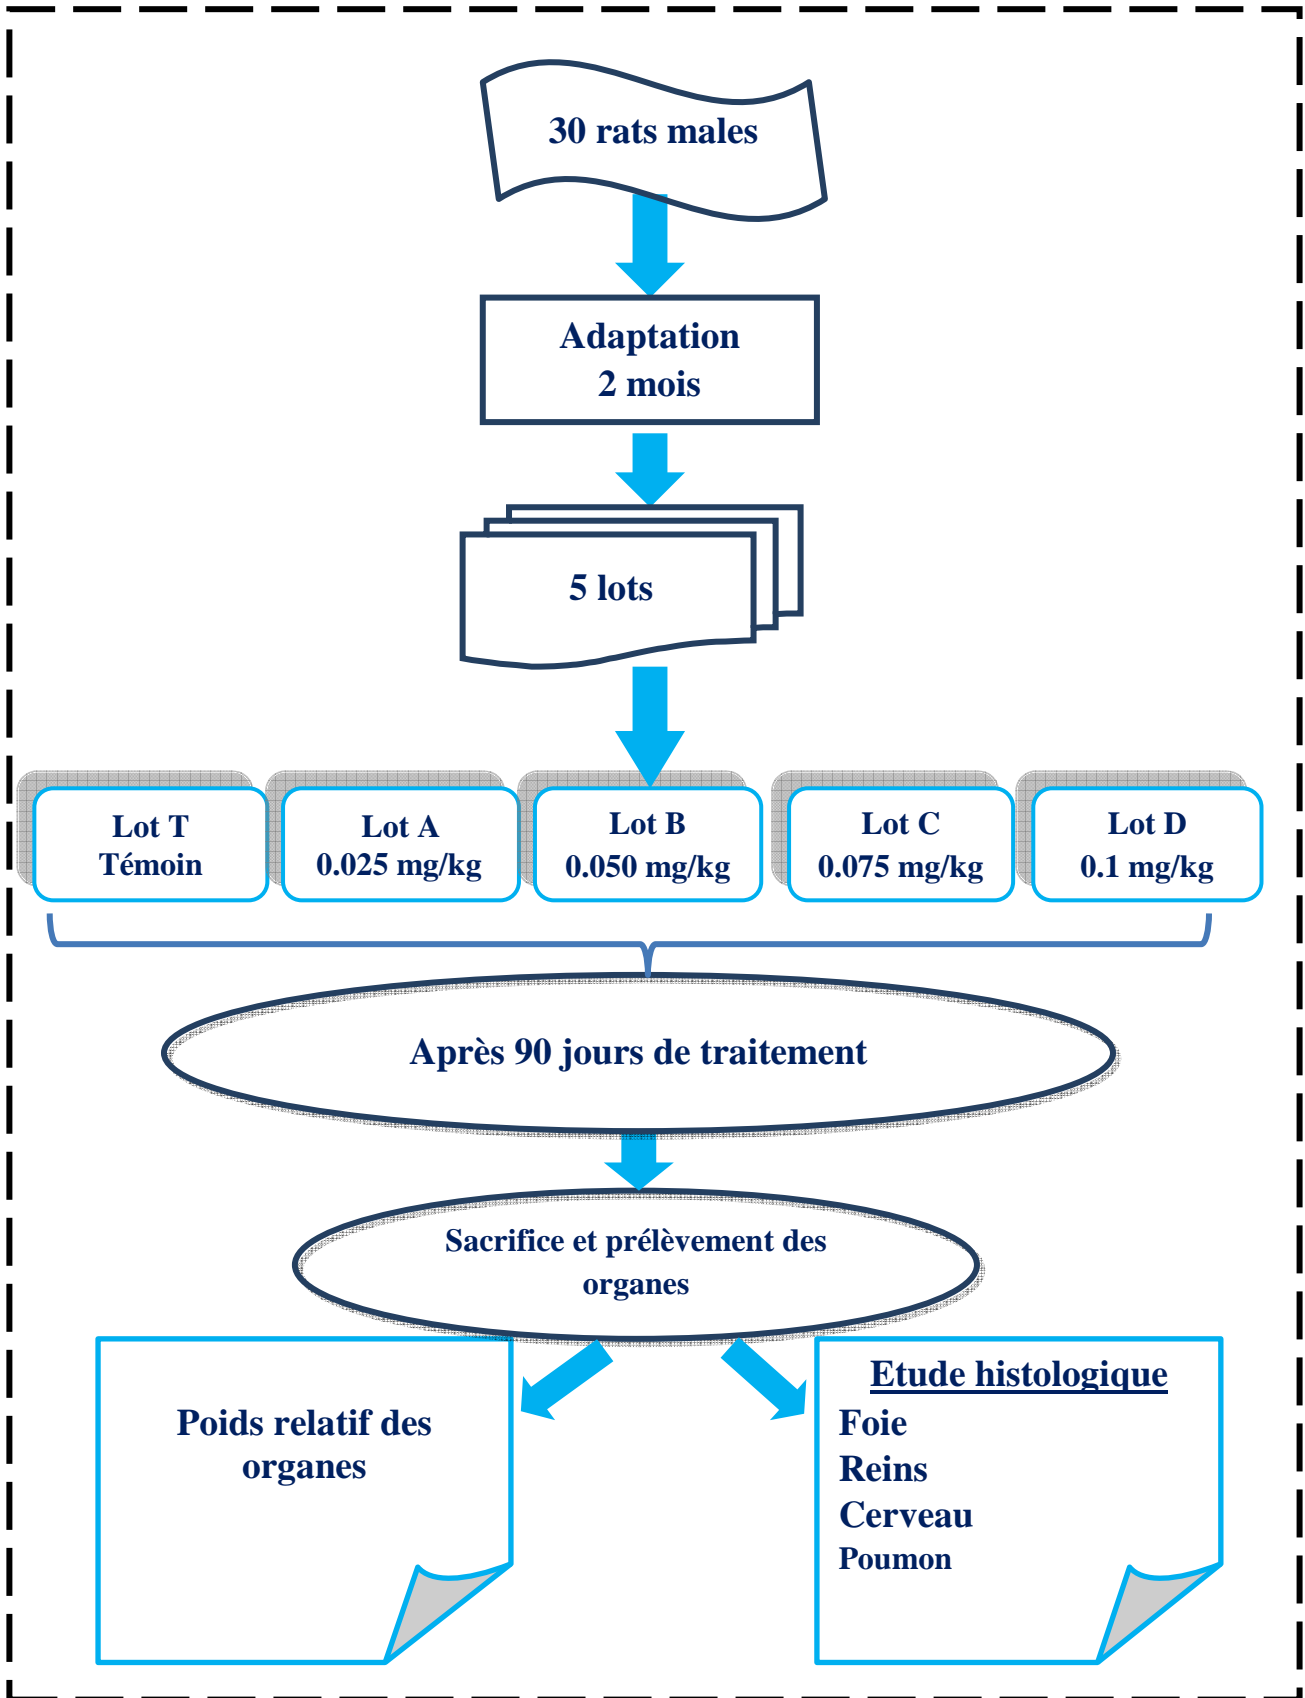 30 rats males
Adaptation
2 mois
5 lots
Lot T
Témoin
Lot A
0.025 mg/kg
Lot B
0.050 mg/kg
Lot C
0.075 mg/kg
Lot D
0.1 mg/kg
Après 90 jours de traitement
Sacrifice et prélèvement des
organes
Poids relatif des
organes
Etude histologique
Foie
Reins
Cerveau
Poumon